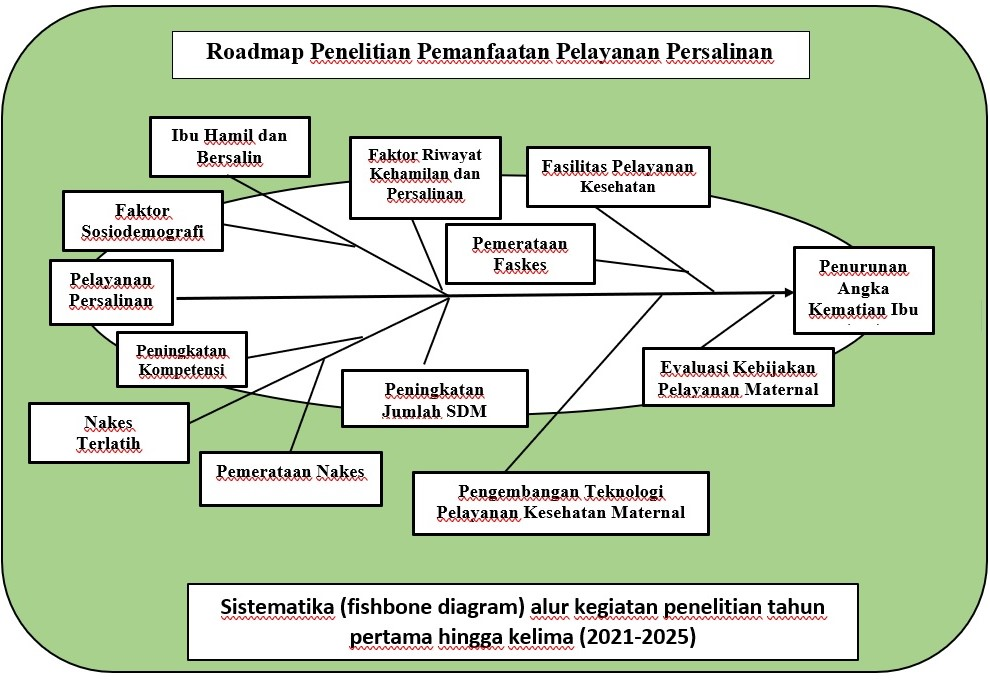 Roadmap Penelitian Pemanfaatan Pelayanan Persalinan
Ibu Hamil dan
Bersalin
Faktor Riwayat
Kehamilan dan
Persalinan
Fasilitas Pelayanan
Kesehatan
Faktor
Sosiodemografi
Pemerataan
Faskes
Pelayanan
Persalinan
Penurunan
Angka
Kematian Ibu
Peningkatan
Kompetensi
Evaluasi Kebijakan
Pelayanan Maternal
Peningkatan
Jumlah SDM
Nakes
Terlatih
Pemerataan Nakes
Pengembangan Teknologi
Pelayanan Kesehatan Maternal
Sistematika (fishbone diagram) alur kegiatan penelitian tahun
pertama hingga kelima (2021-2025)